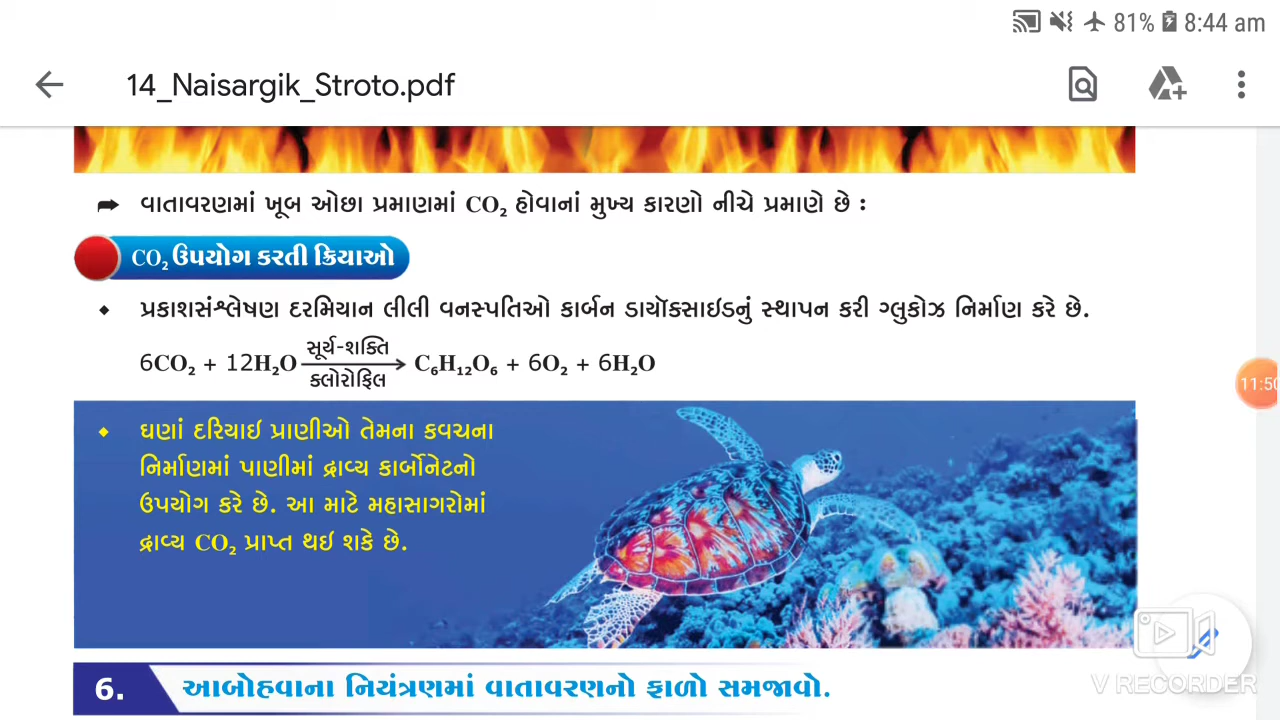 81% 8:44 am
14_Naisargik_Stroto.pdf
➦ વાતાવરણમાં ખૂબ ઓછા પ્રમાણમાં CO₂ હોવાનાં મુખ્ય કારણો નીચે પ્રમાણે છે :
CO₂ ઉપયોગ કરતી ક્રિયાઓ
♦ પ્રકાશસંશ્લેષણ દરમિયાન લીલી વનસ્પતિઓ કાર્બન ડાયૉક્સાઇડનું સ્થાપન કરી ગ્લુકોઝ નિર્માણ કરે છે.
સૂર્ય-શક્તિ
6CO₂ + 12H₂O → C₆H₁₂O₆ + 6O₂ + 6H₂O
ક્લોરોફિલ
11:50
♦ ઘણાં દરિયાઇ પ્રાણીઓ તેમના કવચના
નિર્માણમાં પાણીમાં દ્રાવ્ય કાર્બોનેટનો
ઉપયોગ કરે છે. આ માટે મહાસાગરોમાં
દ્રાવ્ય CO₂ પ્રાપ્ત થઇ શકે છે.
V RECORDER
6. આબોહવાના નિયંત્રણમાં વાતાવરણનો ફાળો સમજાવો.